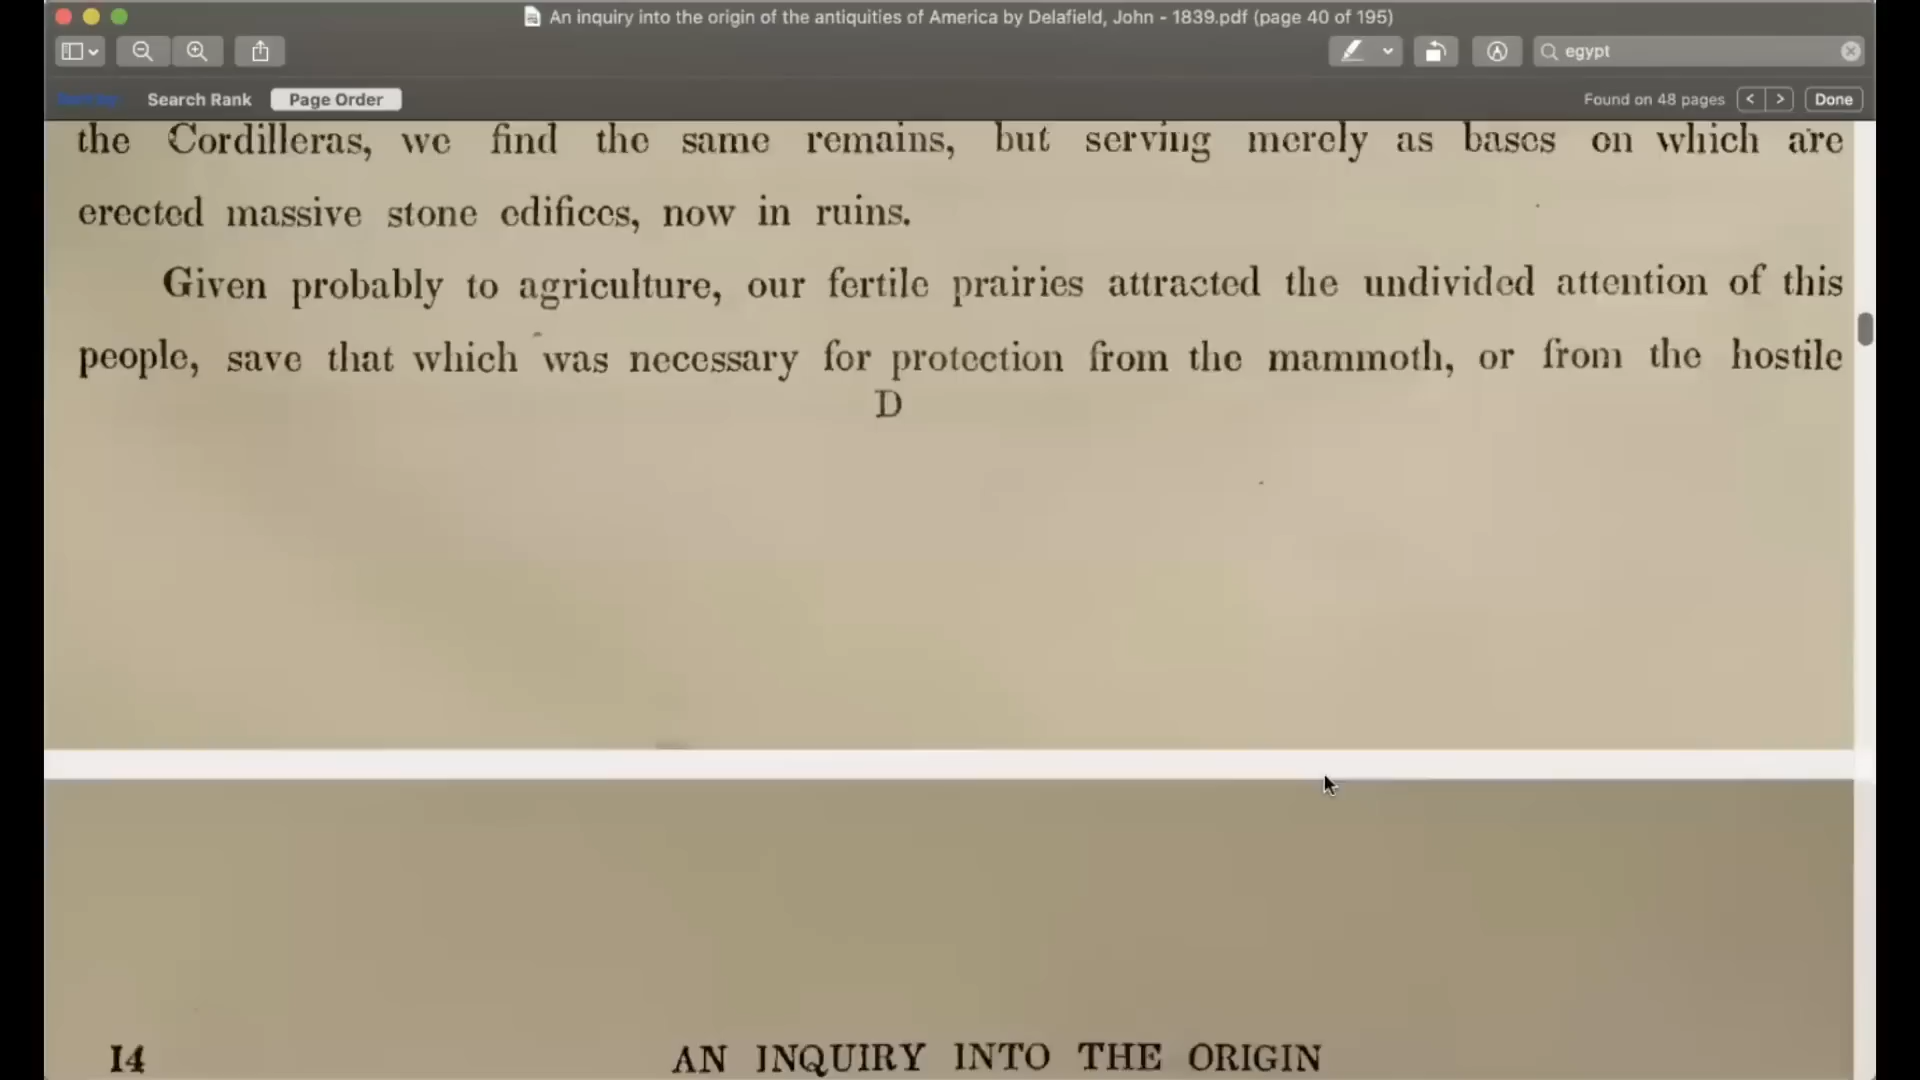 An inquiry into the origin of the antiquities of America by Delafield, John - 1839.pdf (page 40 of 195)
egypt
Search Rank
Page Order
Found on 48 pages
Done
the Cordilleras, we find the same remains, but serving merely as bases on which are
erected massive stone edifices, now in ruins.
Given probably to agriculture, our fertile prairies attracted the undivided attention of this
people, save that which was necessary for protection from the mammoth, or from the hostile
D
14
AN INQUIRY INTO THE ORIGIN